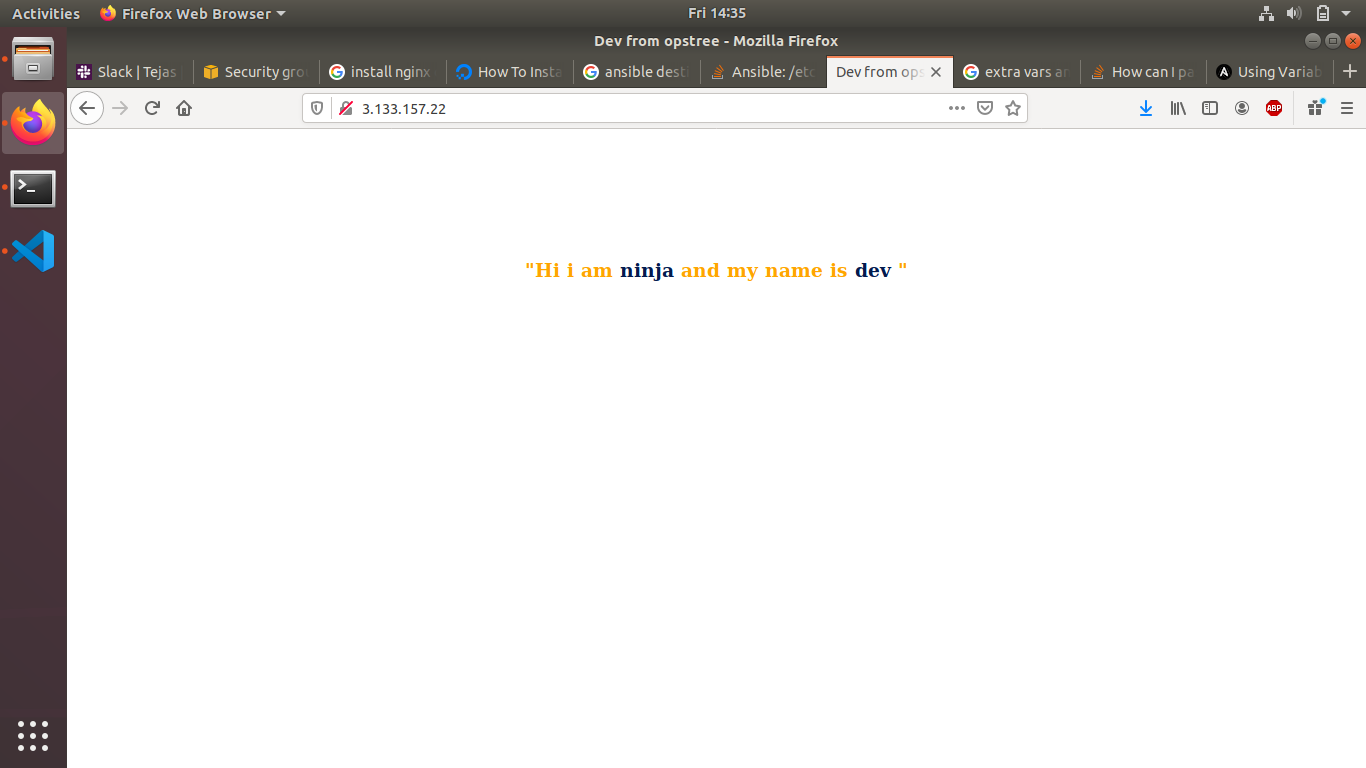 Activities Firefox Web Browser Fri 14:35
Dev from opstree - Mozilla Firefox
Slack | Tejas Security gro install nginx How To Insta ansible desti Ansible: /etc Dev from ops extra vars ar How can I pa Using Variab
3.133.157.22 ABP
"Hi i am ninja and my name is dev "